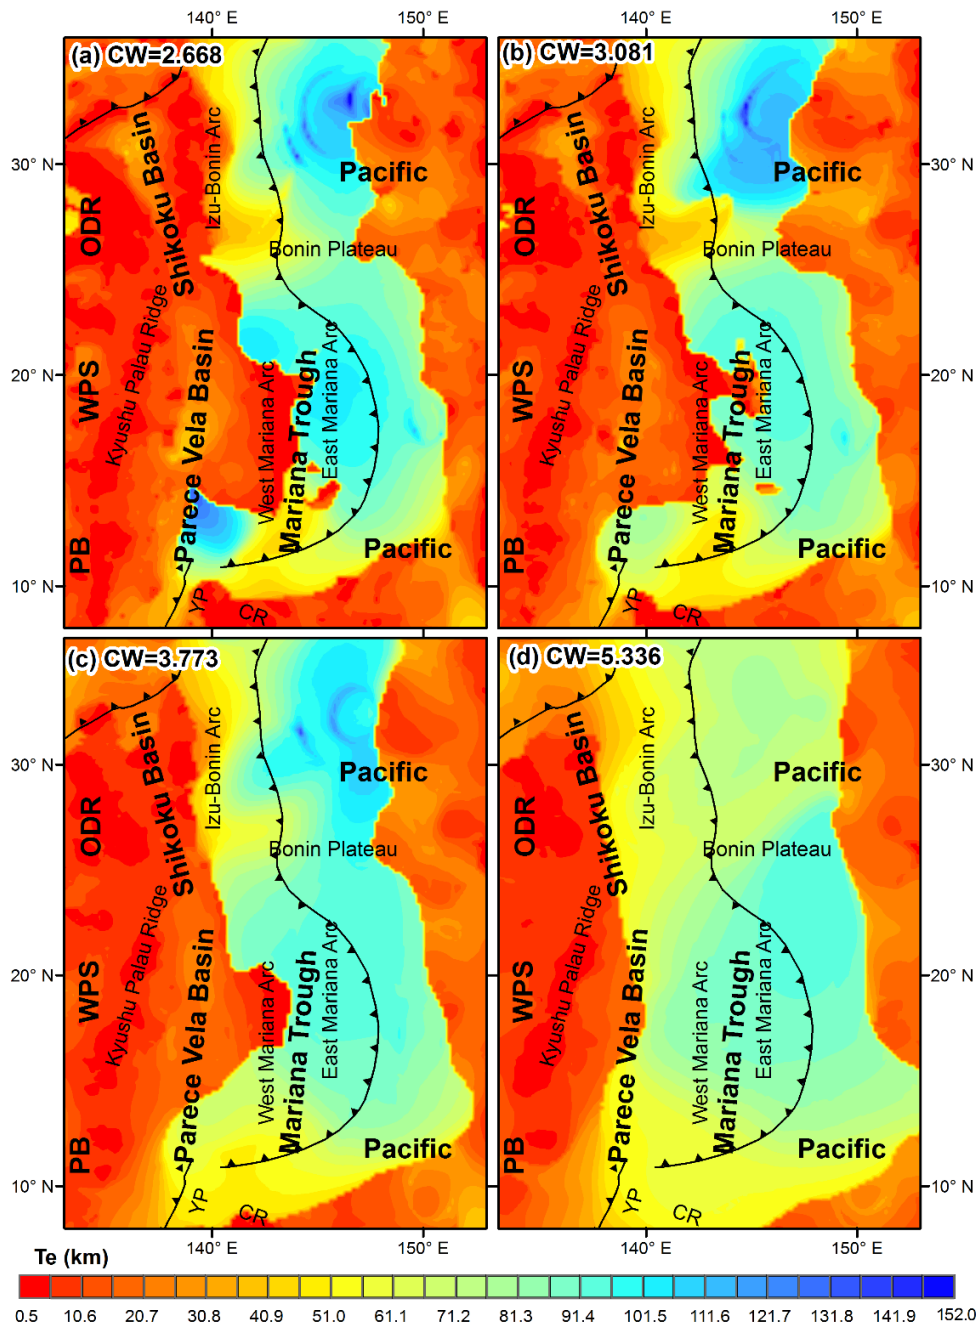 140° E 150° E
(a) CW=2.668 (b) CW=3.081
30° N
20° N
10° N
Shikoku Basin
Izu-Bonin Arc
Pacific
ODR
Bonin Plateau
Kyushu Palau Ridge
WPS
Parece Vela Basin
West Mariana Arc
Mariana Trough
East Mariana Arc
PB
Pacific
YP
CR
140° E 150° E
30° N
20° N
10° N
Shikoku Basin
Izu-Bonin Arc
Pacific
ODR
Bonin Plateau
Kyushu Palau Ridge
WPS
Parece Vela Basin
West Mariana Arc
Mariana Trough
East Mariana Arc
PB
Pacific
YP
CR
(c) CW=3.773 (d) CW=5.336
30° N
20° N
10° N
Shikoku Basin
Izu-Bonin Arc
Pacific
ODR
Bonin Plateau
Kyushu Palau Ridge
WPS
Parece Vela Basin
West Mariana Arc
Mariana Trough
East Mariana Arc
PB
Pacific
YP
CR
140° E 150° E
30° N
20° N
10° N
Shikoku Basin
Izu-Bonin Arc
Pacific
ODR
Bonin Plateau
Kyushu Palau Ridge
WPS
Parece Vela Basin
West Mariana Arc
Mariana Trough
East Mariana Arc
PB
Pacific
YP
CR
140° E 150° E
Te (km)
0.5 10.6 20.7 30.8 40.9 51.0 61.1 71.2 81.3 91.4 101.5 111.6 121.7 131.8 141.9 152.0